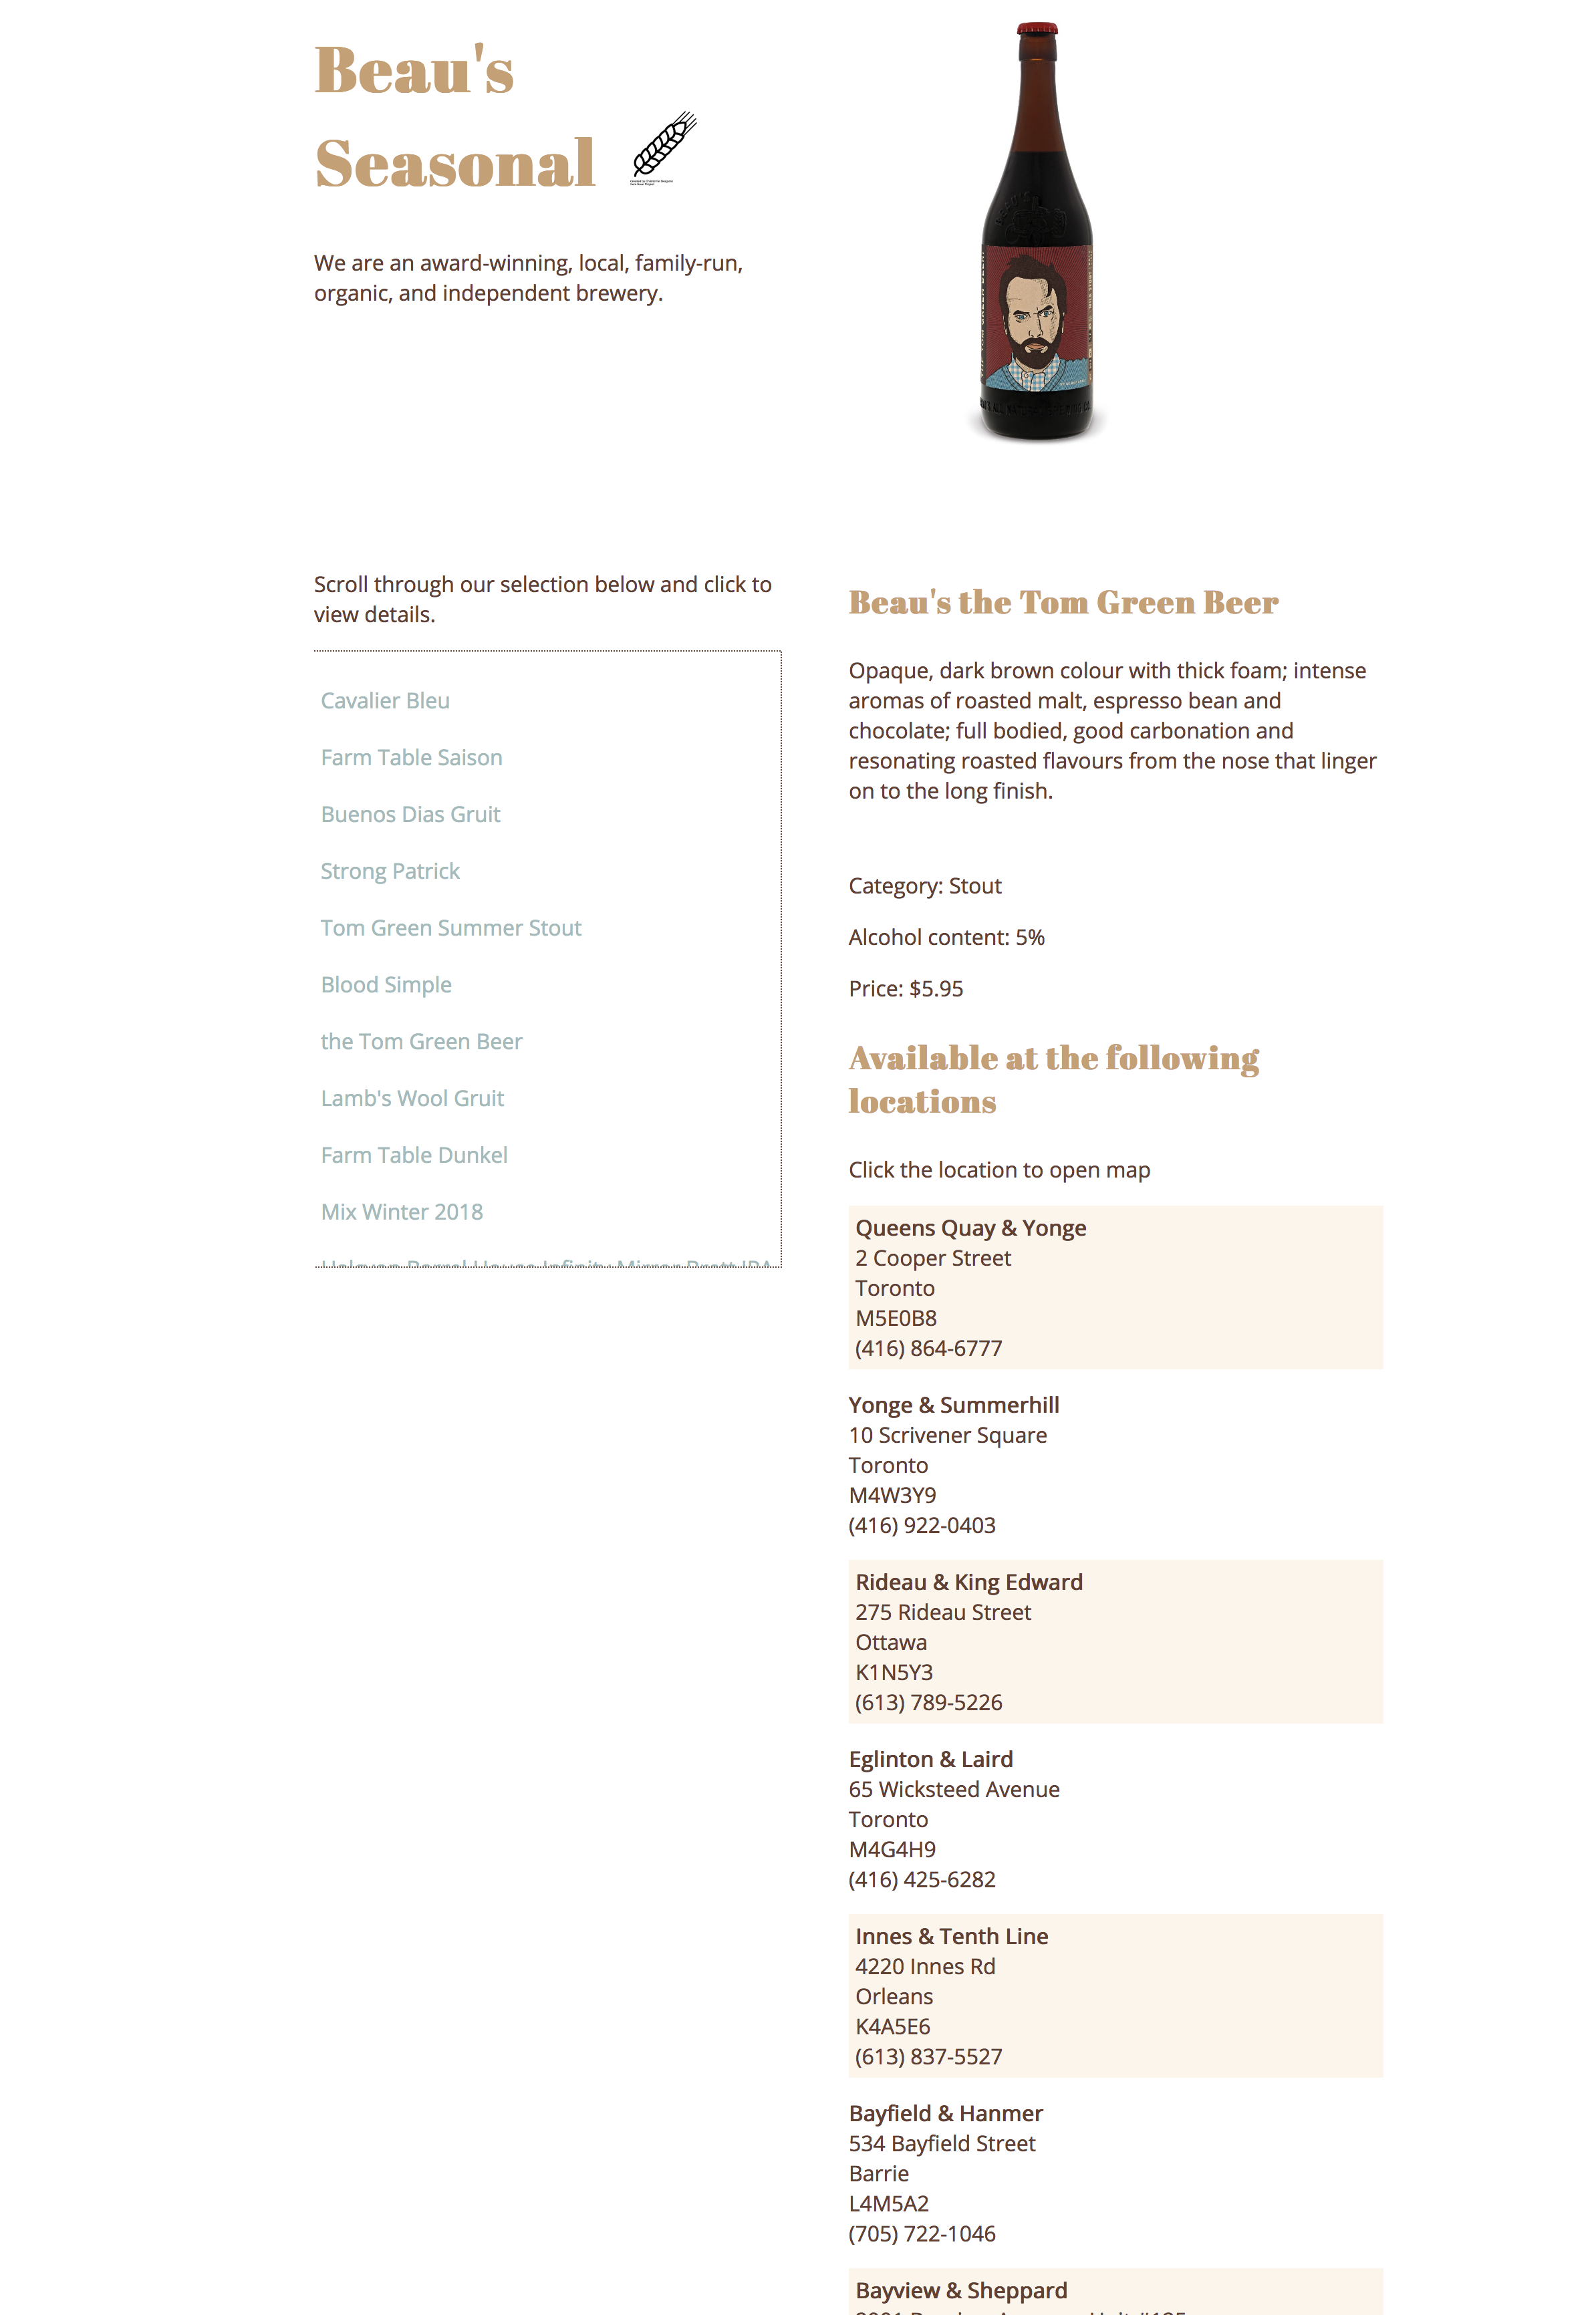 Beau's
Seasonal
We are an award-winning, local, family-run,
organic, and independent brewery.
Scroll through our selection below and click to
view details.
Cavalier Bleu
Farm Table Saison
Buenos Dias Gruit
Strong Patrick
Tom Green Summer Stout
Blood Simple
the Tom Green Beer
Lamb's Wool Gruit
Farm Table Dunkel
Mix Winter 2018
Beau's the Tom Green Beer
Opaque, dark brown colour with thick foam; intense
aromas of roasted malt, espresso bean and
chocolate; full bodied, good carbonation and
resonating roasted flavours from the nose that linger
on to the long finish.
Category: Stout
Alcohol content: 5%
Price: $5.95
Available at the following
locations
Click the location to open map
Queens Quay & Yonge
2 Cooper Street
Toronto
M5E0B8
(416) 864-6777
Yonge & Summerhill
10 Scrivener Square
Toronto
M4W3Y9
(416) 922-0403
Rideau & King Edward
275 Rideau Street
Ottawa
K1N5Y3
(613) 789-5226
Eglinton & Laird
65 Wicksteed Avenue
Toronto
M4G4H9
(416) 425-6282
Innes & Tenth Line
4220 Innes Rd
Orleans
K4A5E6
(613) 837-5527
Bayfield & Hanmer
534 Bayfield Street
Barrie
L4M5A2
(705) 722-1046
Bayview & Sheppard